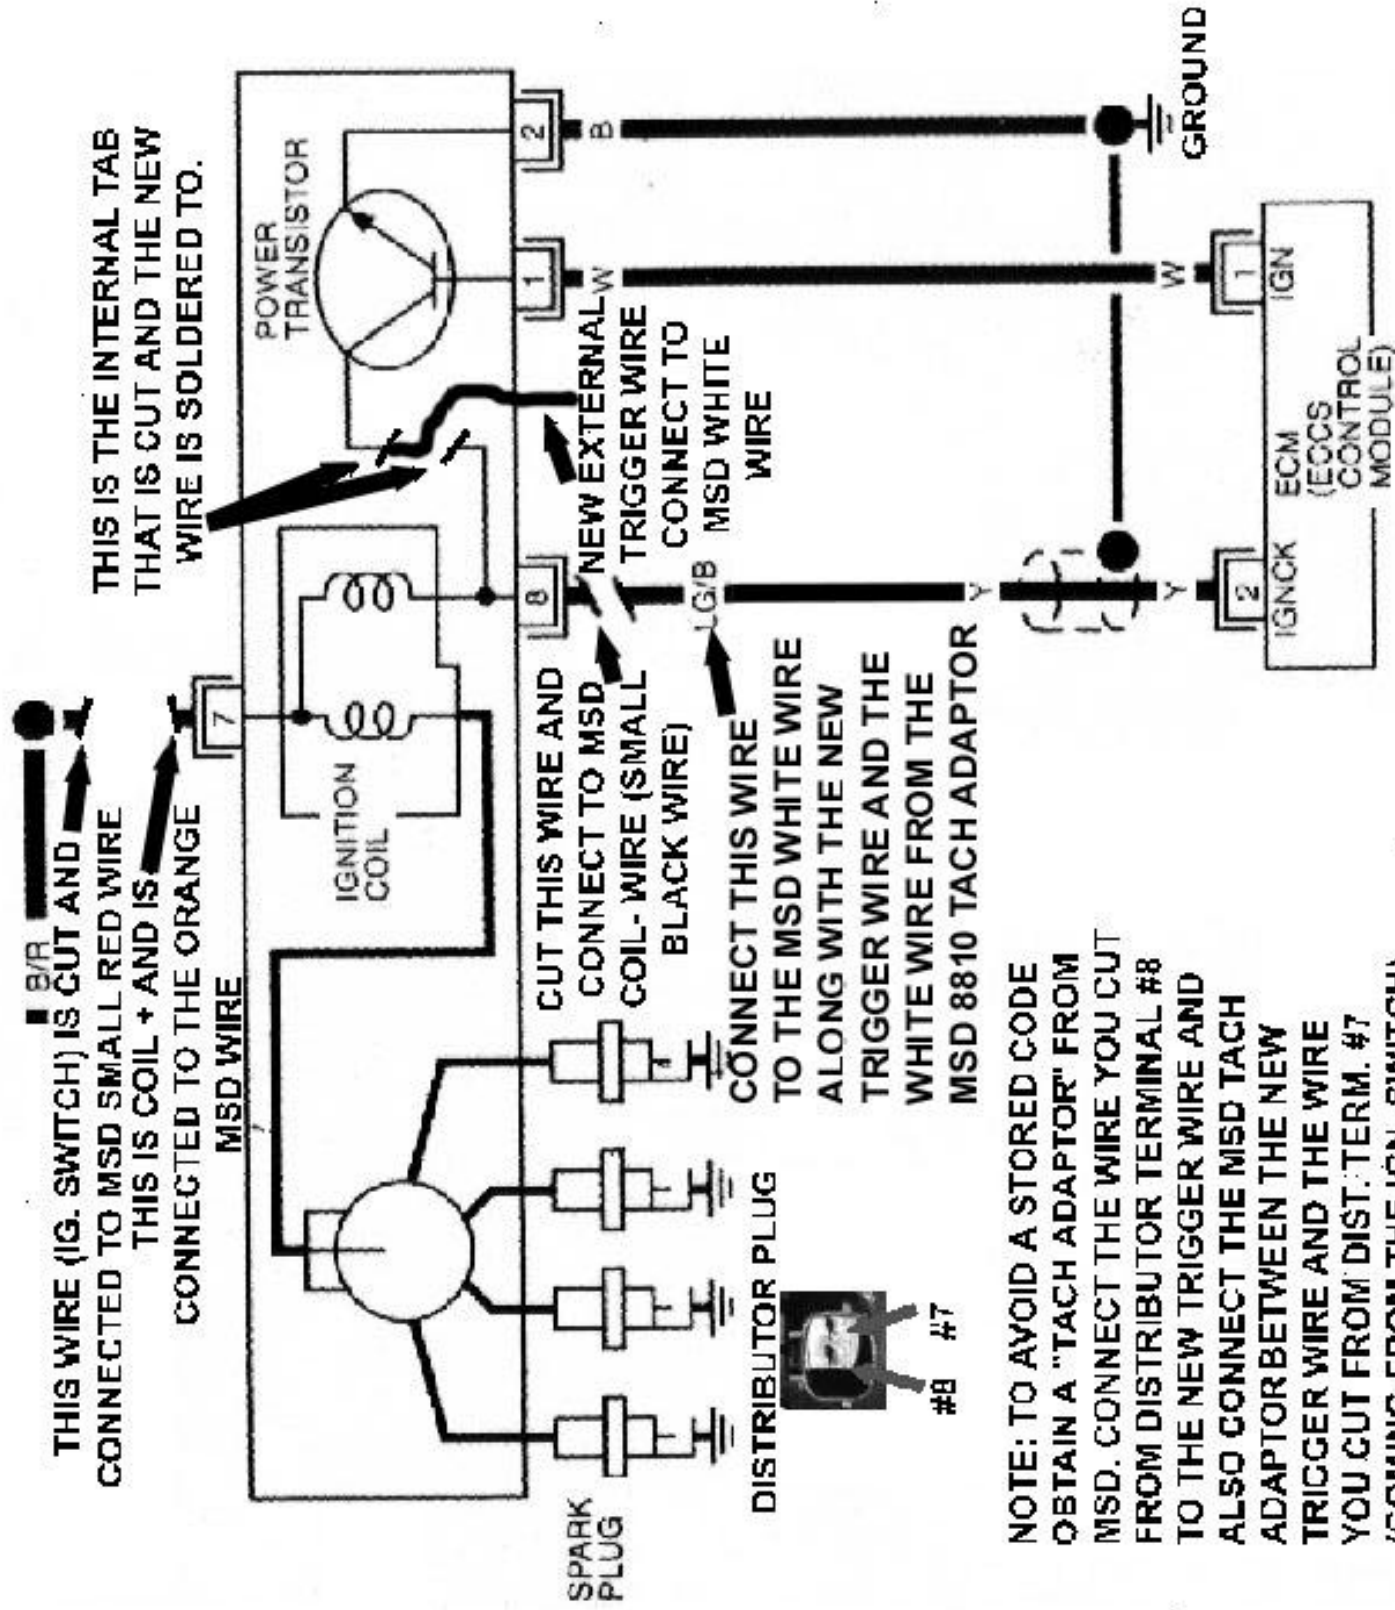 B/R
THIS WIRE (IG. SWITCH) IS CUT AND
CONNECTED TO MSD SMALL RED WIRE
THIS IS COIL + AND IS
CONNECTED TO THE ORANGE
MSD WIRE
THIS IS THE INTERNAL TAB
THAT IS CUT AND THE NEW
WIRE IS SOLDERED TO.
7
IGNITION
COIL
POWER
TRANSISTOR
8
1
2
CUT THIS WIRE AND
CONNECT TO MSD
COIL- WIRE (SMALL
BLACK WIRE)
NEW EXTERNAL
TRIGGER WIRE
CONNECT TO
MSD WHITE
WIRE
W
B
LG/B
CONNECT THIS WIRE
TO THE MSD WHITE WIRE
ALONG WITH THE NEW
TRIGGER WIRE AND THE
WHITE WIRE FROM THE
MSD 8810 TACH ADAPTOR
Y
Y
W
GROUND
2
1
IGNCK
IGN
ECM
(ECCS
CONTROL
MODULE)
SPARK
PLUG
DISTRIBUTOR PLUG
#8 #7
NOTE: TO AVOID A STORED CODE
OBTAIN A "TACH ADAPTOR" FROM
MSD. CONNECT THE WIRE YOU CUT
FROM DISTRIBUTOR TERMINAL #8
TO THE NEW TRIGGER WIRE AND
ALSO CONNECT THE MSD TACH
ADAPTOR BETWEEN THE NEW
TRIGGER WIRE AND THE WIRE
YOU CUT FROM DIST. TERM. #7